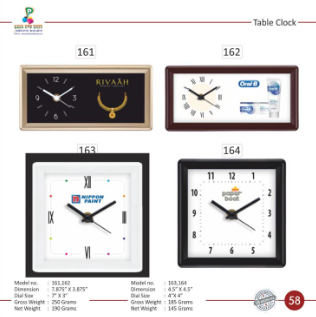 Table Clock
161
162
RIVAAH
Oral B
163
164
NIPPON PAINT
paper boat
Model no. : 161,162
Dimension : 7.875" X 3.875"
Dial Size : 7" X 3"
Gross Weight : 250 Grams
Net Weight : 190 Grams
Model no. : 163,164
Dimension : 4.5" X 4.5"
Dial Size : 4"X 4"
Gross Weight : 185 Grams
Net Weight : 145 Grams
58